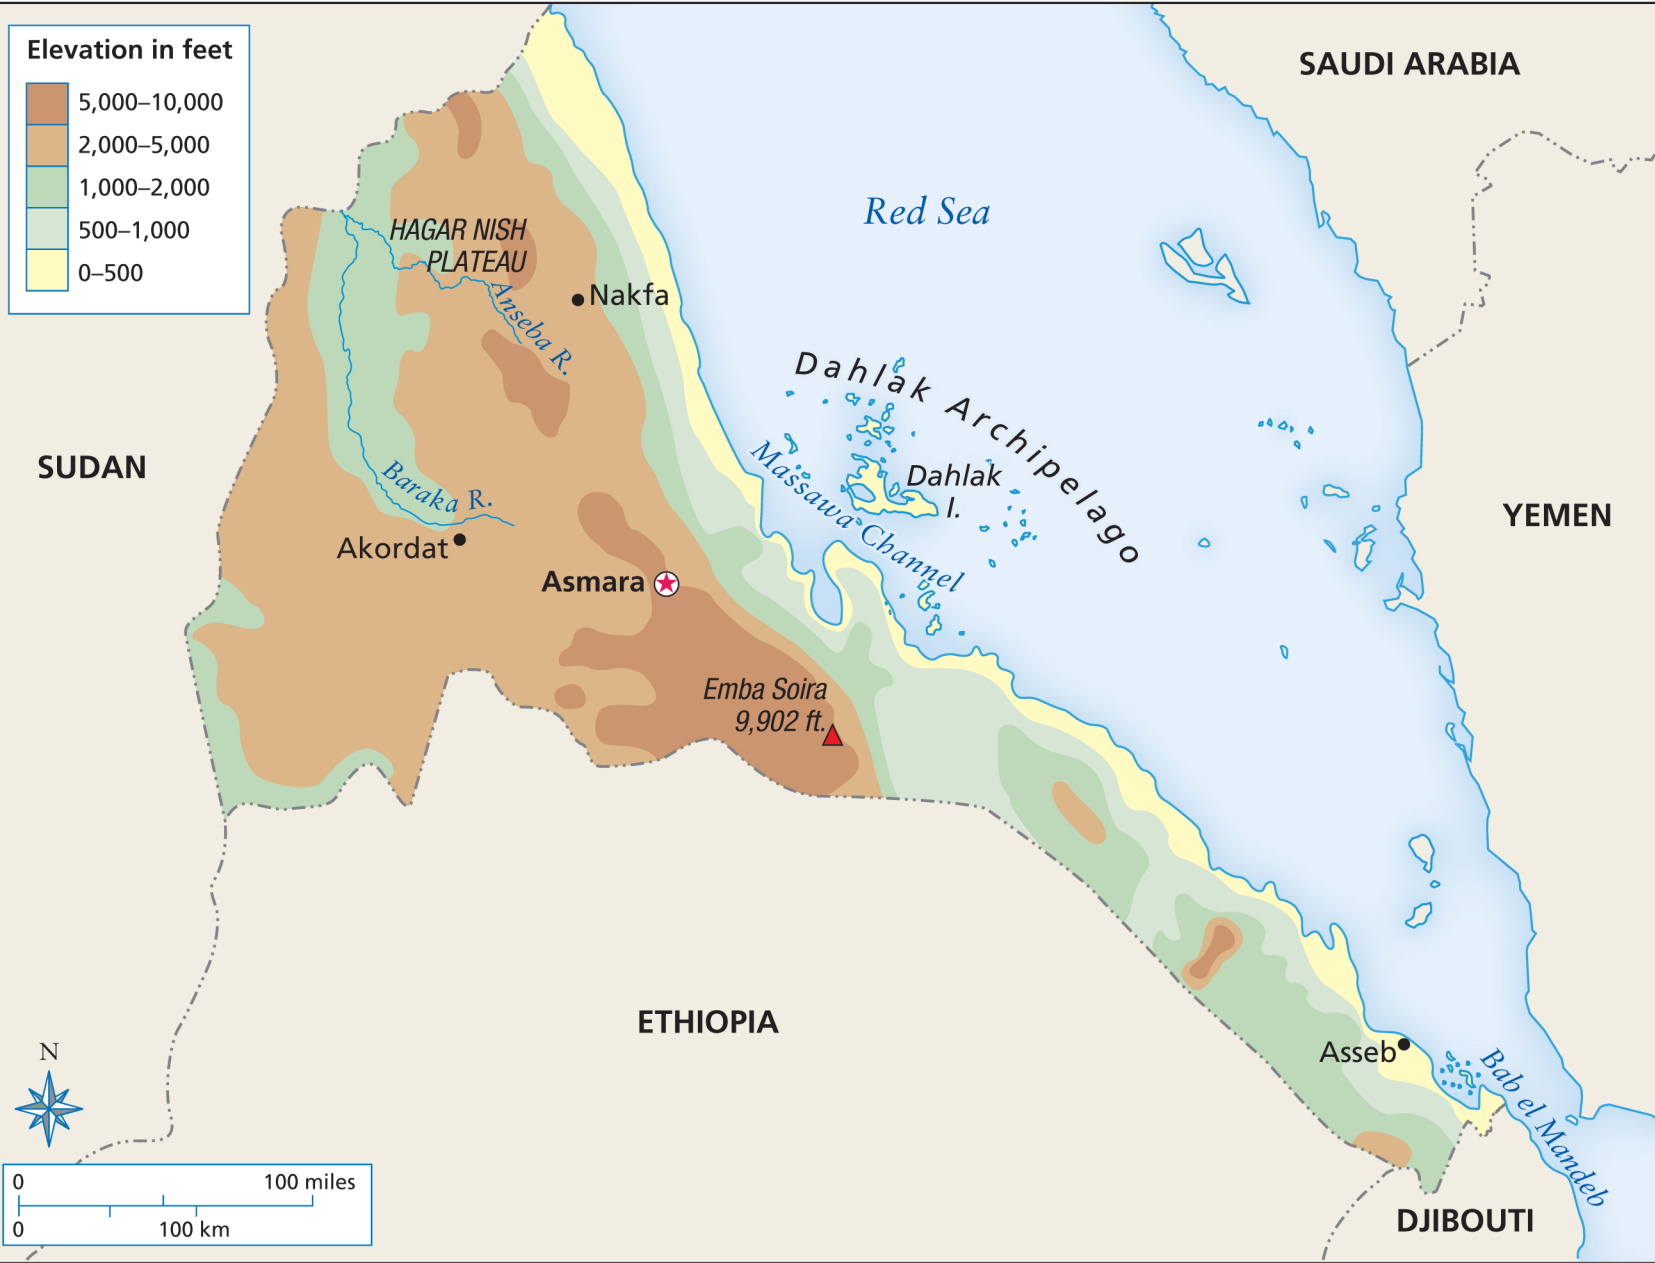 Elevation in feet
5,000–10,000
2,000–5,000
1,000–2,000
500–1,000
0–500
SAUDI ARABIA
Red Sea
HAGAR NISH
PLATEAU
Nakfa
Anseba R.
Dahlak Archipelago
Dahlak
I.
Massawa Channel
SUDAN
Baraka R.
YEMEN
Akordat
Asmara
Emba Soira
9,902 ft.
ETHIOPIA
Asseb
Bab el Mandeb
N
0 100 miles
0 100 km
DJIBOUTI